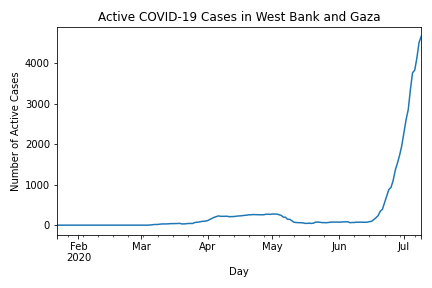 Active COVID-19 Cases in West Bank and Gaza
Number of Active Cases
4000
3000
2000
1000
0
Feb Mar Apr May Jun Jul
2020
Day